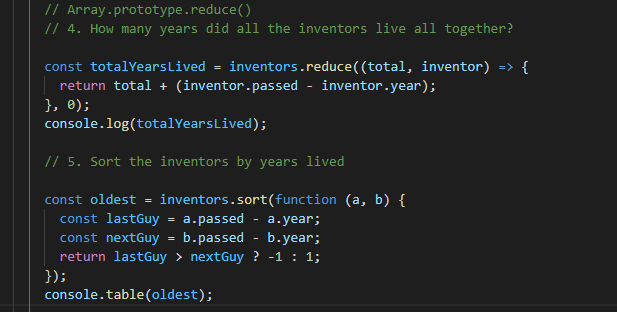 // Array.prototype.reduce()
// 4. How many years did all the inventors live all together?
const totalYearsLived = inventors.reduce((total, inventor) => {
return total + (inventor.passed - inventor.year);
}, 0);
console.log(totalYearsLived);
// 5. Sort the inventors by years lived
const oldest = inventors.sort(function (a, b) {
const lastGuy = a.passed - a.year;
const nextGuy = b.passed - b.year;
return lastGuy > nextGuy ? -1 : 1;
});
console.table(oldest);